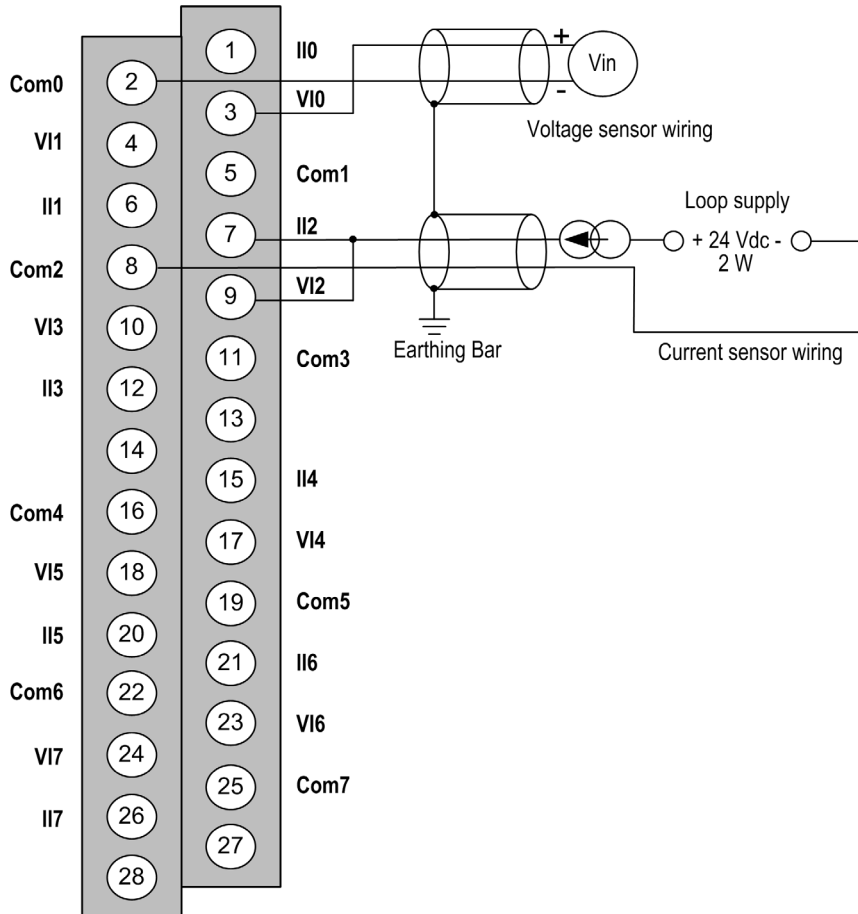 1 II0
Com0 2
3 VI0
VI1 4
5 Com1
II1 6
7 II2
Com2 8
9 VI2
VI3 10
11 Com3
II3 12
13
14
15 II4
Com4 16
17 VI4
VI5 18
19 Com5
II5 20
21 II6
Com6 22
23 VI6
VI7 24
25 Com7
II7 26
27
28
+
Vin
-
Voltage sensor wiring
Loop supply
+ 24 Vdc -
2 W
Earthing Bar
Current sensor wiring